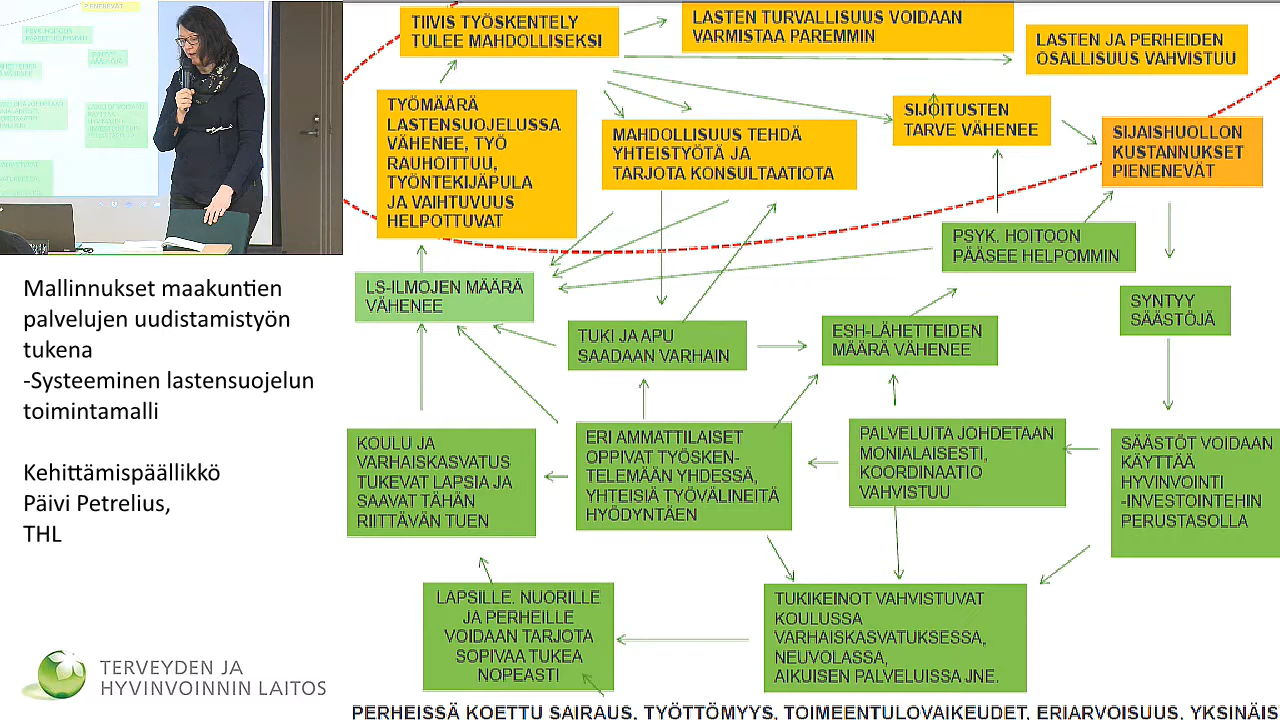 TIIVIS TYÖSKENTELY
TULEE MAHDOLLISEKSI
LASTEN TURVALLISUUS VOIDAAN
VARMISTAA PAREMMIN
LASTEN JA PERHEIDEN
OSALLISUUS VAHVISTUU
TYÖMÄÄRÄ
LASTENSUOJELUSSA
VÄHENEE, TYÖ
RAUHOITTUU,
TYÖNTEKIJÄPULA
JA VAIHTUVUUS
HELPOTTUVAT
MAHDOLLISUUS TEHDÄ
YHTEISTYÖTÄ JA
TARJOTA KONSULTAATIOTA
SIJOITUSTEN
TARVE VÄHENEE
SIJAISHUOLLON
KUSTANNUKSET
PIENENEVÄT
PSYK. HOITOON
PÄÄSEE HELPOMMIN
LS-ILMOJEN MÄÄRÄ
VÄHENEE
SYNTYY
SÄÄSTÖJÄ
TUKI JA APU
SAADAAN VARHAIN
ESH-LÄHETTEIDEN
MÄÄRÄ VÄHENEE
KOULU JA
VARHAISKASVATUS
TUKEVAT LAPSIA JA
SAAVAT TÄHÄN
RIITTÄVÄN TUEN
ERI AMMATTILAISET
OPPIVAT TYÖSKEN-
TELEMÄÄN YHDESSÄ,
YHTEISIÄ TYÖVÄLINEITÄ
HYÖDYNTÄEN
PALVELUITA JOHDETAAN
MONIALAISESTI,
KOORDINAATIO
VAHVISTUU
SÄÄSTÖT VOIDAAN
KÄYTTÄÄ
HYVINVOINTI
-INVESTOINTEHIN
PERUSTASOLLA
LAPSILLE. NUORILLE
JA PERHEILLE
VOIDAAN TARJOTA
SOPIVAA TUKEA
NOPEASTI
TUKIKEINOT VAHVISTUVAT
KOULUSSA
VARHAISKASVATUKSESSA,
NEUVOLASSA,
AIKUISEN PALVELUISSA JNE.
PERHEISSÄ KOETTU SAIRAUS, TYÖTTÖMYYS, TOIMEENTULOVAIKEUDET, ERIARVOISUUS, YKSINÄIS
Mallinnukset maakuntien
palvelujen uudistamistyön
tukena
-Systeeminen lastensuojelun
toimintamalli
Kehittämispäällikkö
Päivi Petrelius,
THL
TERVEYDEN JA
HYVINVOINNIN LAITOS